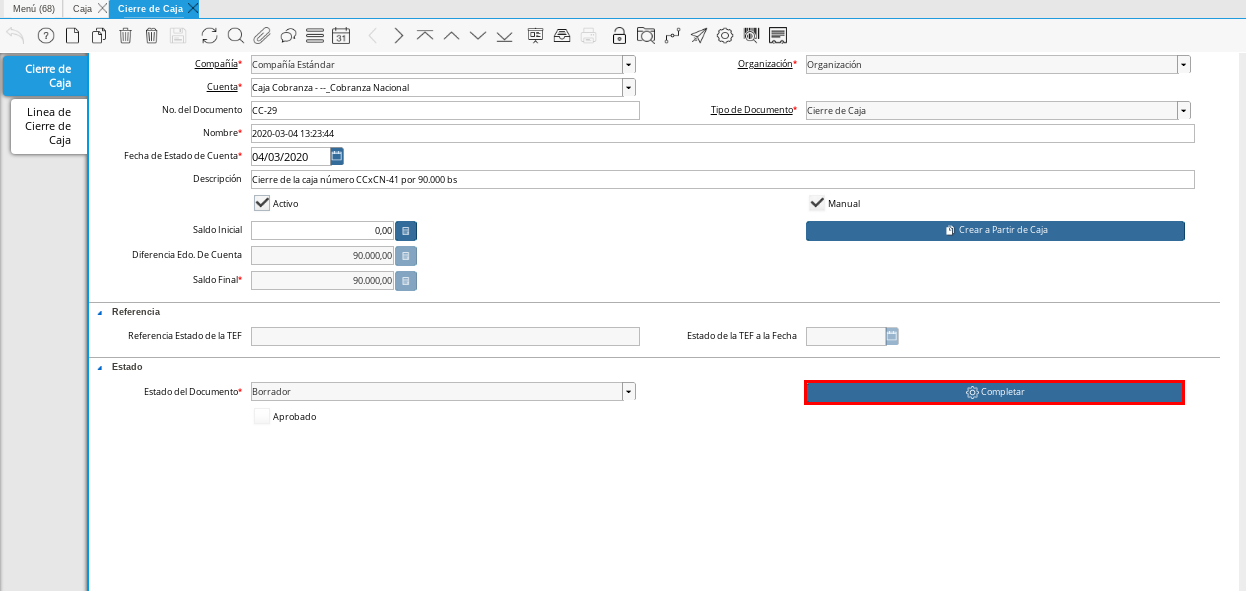 Menú (68) Caja Cierre de Caja
31
Cierre de Caja
Linea de Cierre de Caja
Compañía* Compañía Estándar Organización* Organización
Cuenta* Caja Cobranza - --_Cobranza Nacional
No. del Documento CC-29 Tipo de Documento* Cierre de Caja
Nombre* 2020-03-04 13:23:44
Fecha de Estado de Cuenta* 04/03/2020
Descripción Cierre de la caja número CCxCN-41 por 90.000 bs
Activo Manual
Saldo Inicial 0,00 Crear a Partir de Caja
Diferencia Edo. De Cuenta 90.000,00
Saldo Final* 90.000,00
Referencia
Referencia Estado de la TEF Estado de la TEF a la Fecha
Estado
Estado del Documento* Borrador Completar
Aprobado